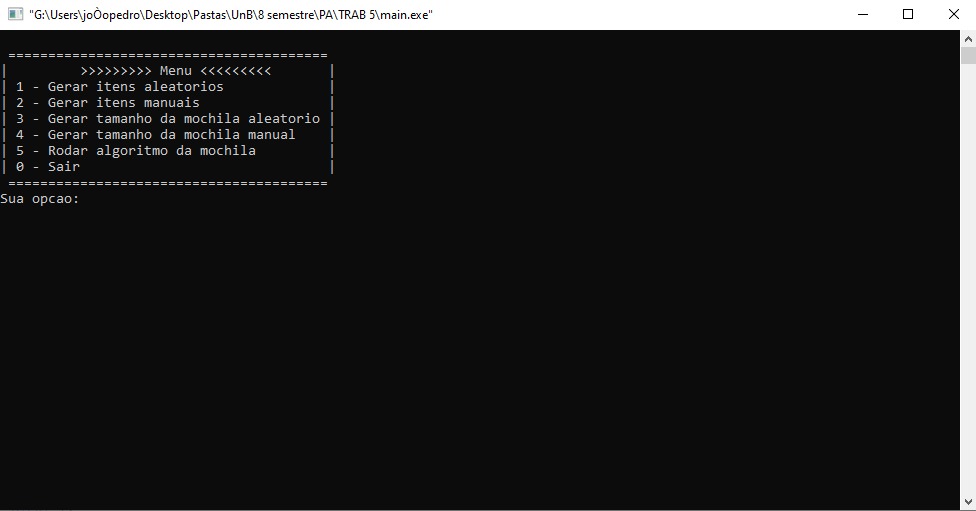 "G:\Users\joÒopedro\Desktop\Pastas\UnB\8 semestre\PA\TRAB 5\main.exe"
========================================
| >>>>>>>>> Menu <<<<<<<<< |
| 1 - Gerar itens aleatorios |
| 2 - Gerar itens manuais |
| 3 - Gerar tamanho da mochila aleatorio |
| 4 - Gerar tamanho da mochila manual |
| 5 - Rodar algoritmo da mochila |
| 0 - Sair |
========================================
Sua opcao: